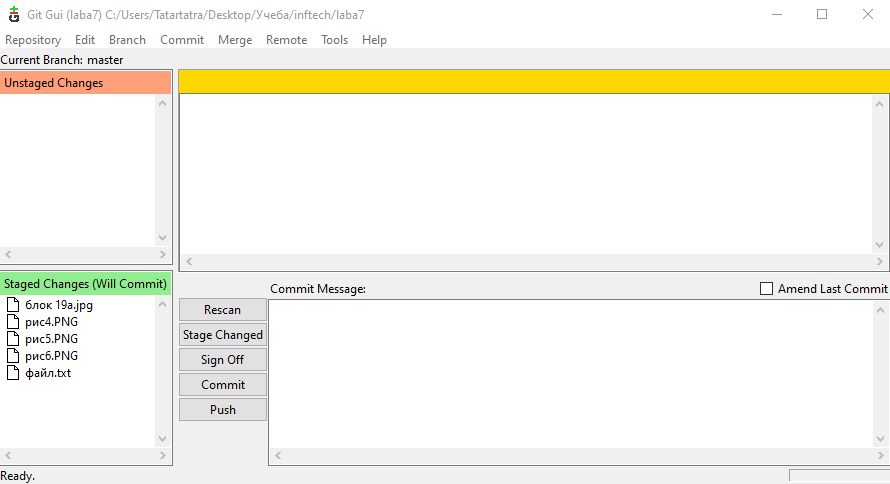 Git Gui (laba7) C:/Users/Tatartatra/Desktop/Учеба/inftech/laba7
Repository Edit Branch Commit Merge Remote Tools Help
Current Branch: master
Unstaged Changes
Staged Changes (Will Commit)
блок 19а.jpg
рис4.PNG
рис5.PNG
рис6.PNG
файл.txt
Rescan
Stage Changed
Sign Off
Commit
Push
Commit Message:
Amend Last Commit
Ready.